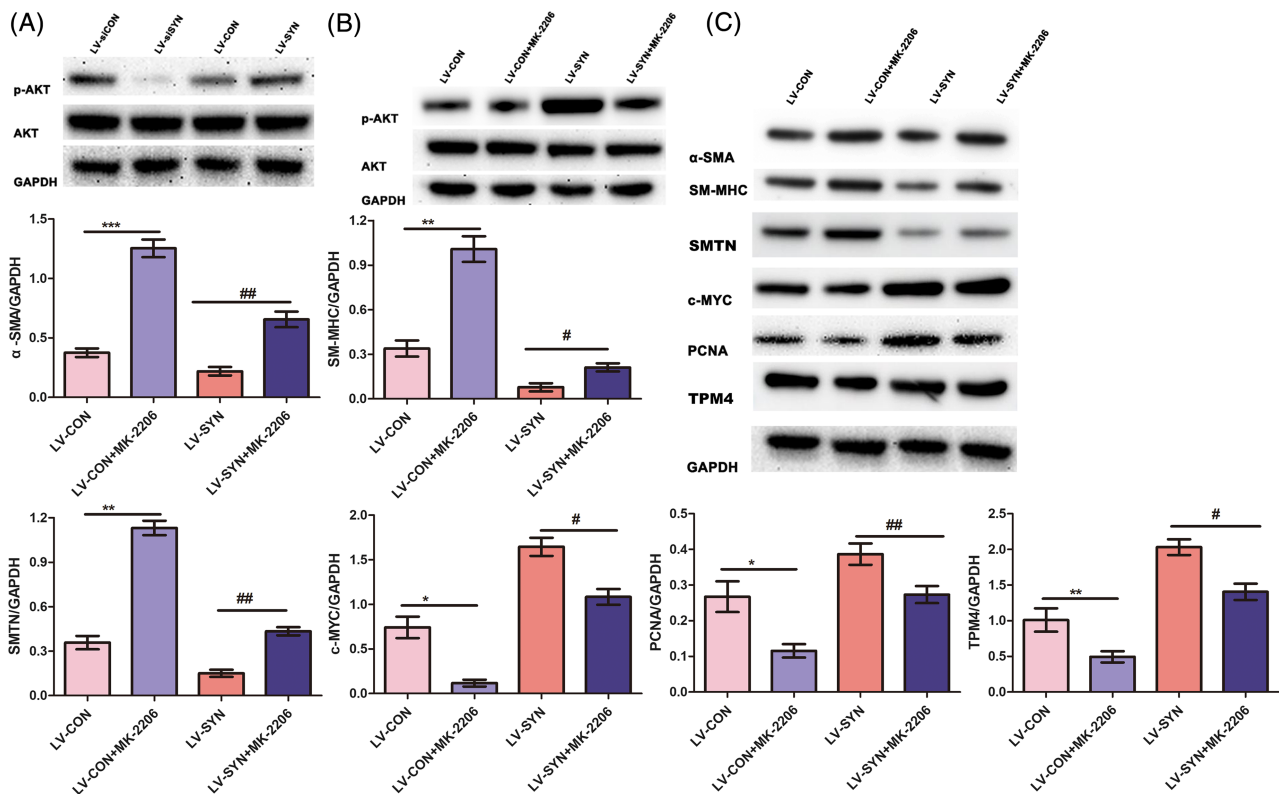 (A)
LV-siCON
LV-siSYN
LV-CON
LV-SYN
p-AKT
AKT
GAPDH
(B)
LV-CON
LV-CON+MK-2206
LV-SYN
LV-SYN+MK-2206
p-AKT
AKT
GAPDH
(C)
LV-CON
LV-CON+MK-2206
LV-SYN
LV-SYN+MK-2206
α-SMA
SM-MHC
SMTN
c-MYC
PCNA
TPM4
GAPDH
α -SMA/GAPDH
1.5
1.0
0.5
0.0
***
##
LV-CON
LV-CON+MK-2206
LV-SYN
LV-SYN+MK-2206
SM-MHC/GAPDH
1.2
0.9
0.6
0.3
0.0
**
#
LV-CON
LV-CON+MK-2206
LV-SYN
LV-SYN+MK-2206
SMTN/GAPDH
1.2
0.9
0.6
0.3
0.0
**
##
LV-CON
LV-CON+MK-2206
LV-SYN
LV-SYN+MK-2206
c-MYC/GAPDH
2.0
1.5
1.0
0.5
0.0
*
#
LV-CON
LV-CON+MK-2206
LV-SYN
LV-SYN+MK-2206
PCNA/GAPDH
0.5
0.4
0.3
0.2
0.1
0.0
*
##
LV-CON
LV-CON+MK-2206
LV-SYN
LV-SYN+MK-2206
TPM4/GAPDH
2.5
2.0
1.5
1.0
0.5
0.0
**
#
LV-CON
LV-CON+MK-2206
LV-SYN
LV-SYN+MK-2206